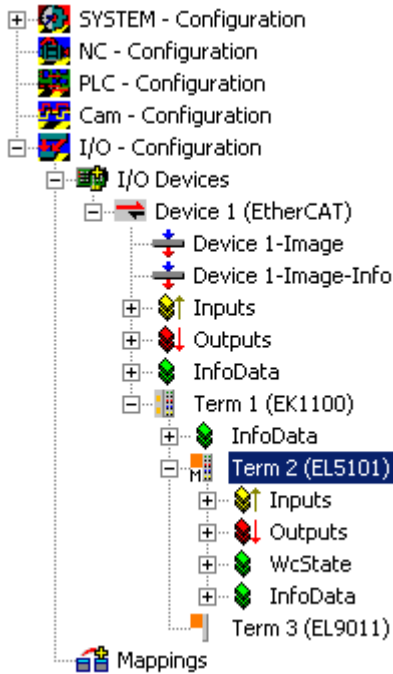 SYSTEM - Configuration
NC - Configuration
PLC - Configuration
Cam - Configuration
I/O - Configuration
I/O Devices
Device 1 (EtherCAT)
Device 1-Image
Device 1-Image-Info
Inputs
Outputs
InfoData
Term 1 (EK1100)
InfoData
M Term 2 (EL5101)
Inputs
Outputs
WcState
InfoData
Term 3 (EL9011)
Mappings